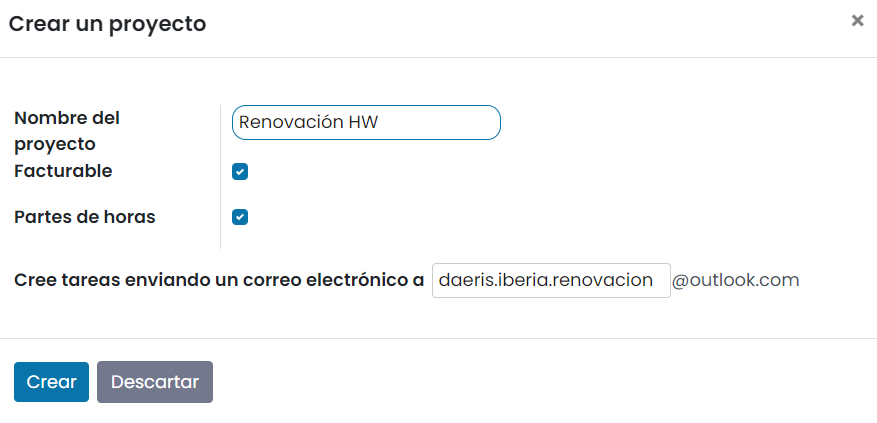 Crear un proyecto
×
Nombre del
proyecto
Renovación HW
Facturable
Partes de horas
Cree tareas enviando un correo electrónico a daeris.iberia.renovacion @outlook.com
Crear Descartar